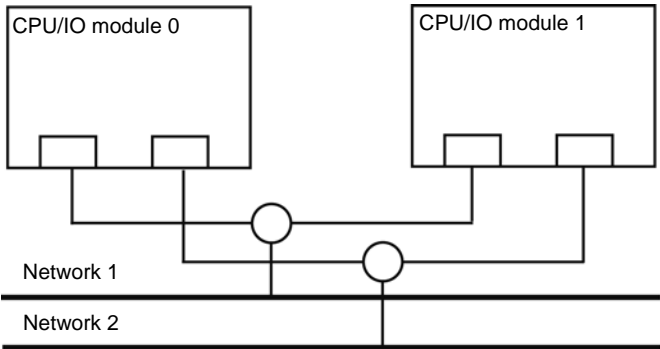 CPU/IO module 0
CPU/IO module 1
Network 1
Network 2